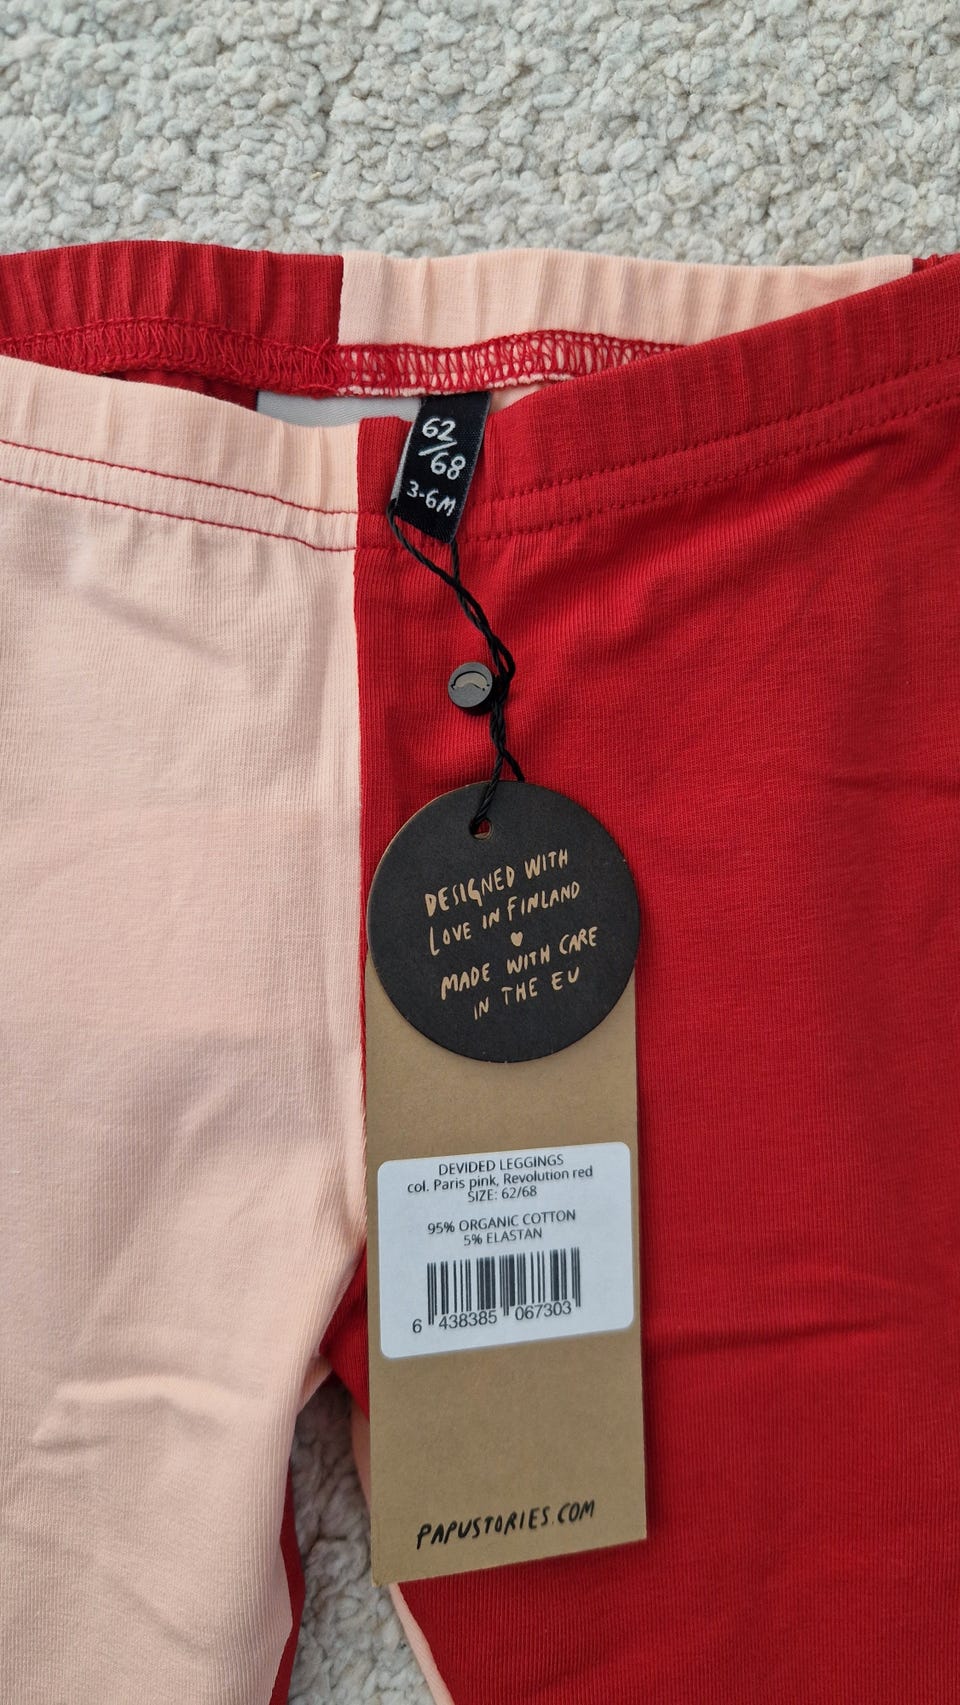 62
/68
3-6M
DESIGNED WITH
LOVE IN FINLAND
♥
MADE WITH CARE
IN THE EU
DEVIDED LEGGINGS
col. Paris pink, Revolution red
SIZE: 62/68
95% ORGANIC COTTON
5% ELASTAN
6 438385 067303
PAPUSTORIES.COM